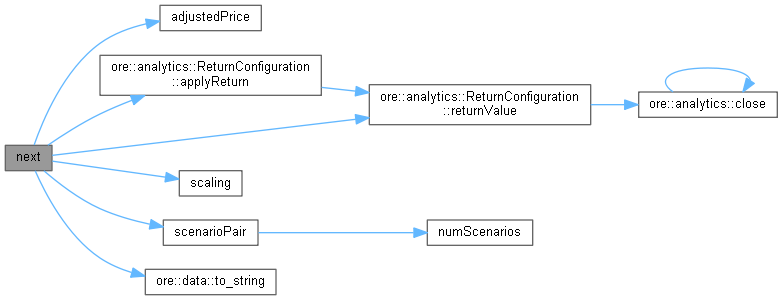 adjustedPrice
ore::analytics::ReturnConfiguration
::applyReturn
ore::analytics::ReturnConfiguration
::returnValue
ore::analytics::close
next
scaling
scenarioPair
numScenarios
ore::data::to_string